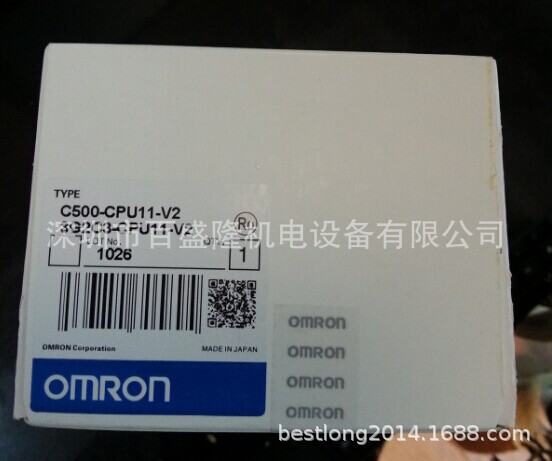 TYPE
C500-CPU11-V2
3G2C3-CPU11-V2
深圳市百盛隆机电设备有限公司
LOT No.
QTY
1026
1
OMRON Corporation
MADE IN JAPAN
OMRON
OMRON
OMRON
OMRON
OMRON
bestlong2014.1688.com